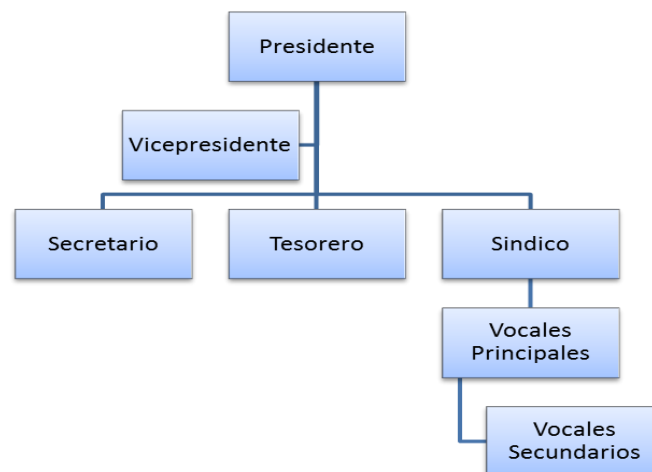 Presidente
Vicepresidente
Secretario
Tesorero
Sindico
Vocales
Principales
Vocales
Secundarios